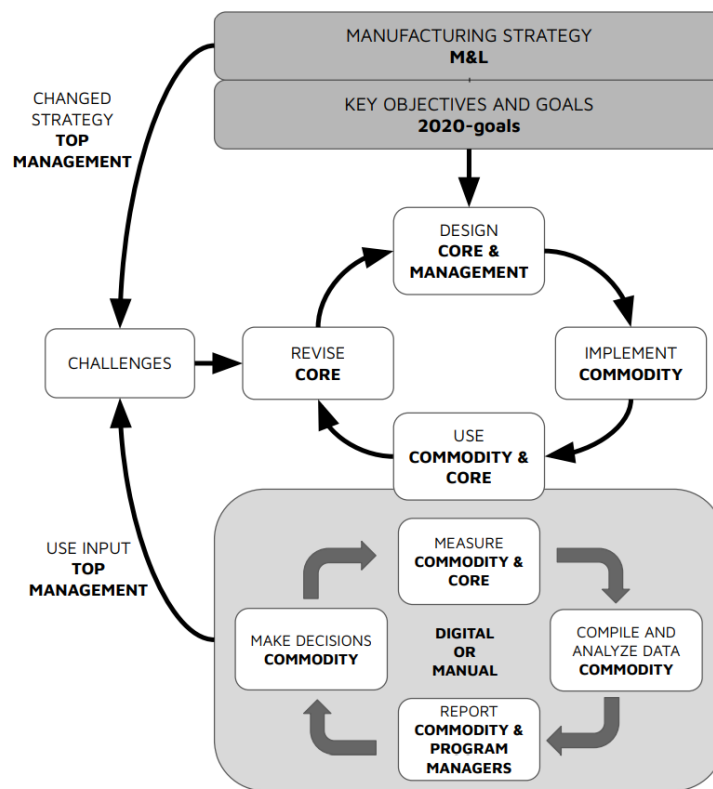 MANUFACTURING STRATEGY
M&L
KEY OBJECTIVES AND GOALS
2020-goals
CHANGED
STRATEGY
TOP
MANAGEMENT
DESIGN
CORE &
MANAGEMENT
CHALLENGES
REVISE
CORE
IMPLEMENT
COMMODITY
USE
COMMODITY &
CORE
USE INPUT
TOP
MANAGEMENT
MEASURE
COMMODITY &
CORE
MAKE DECISIONS
COMMODITY
DIGITAL
OR
MANUAL
COMPILE AND
ANALYZE DATA
COMMODITY
REPORT
COMMODITY &
PROGRAM
MANAGERS